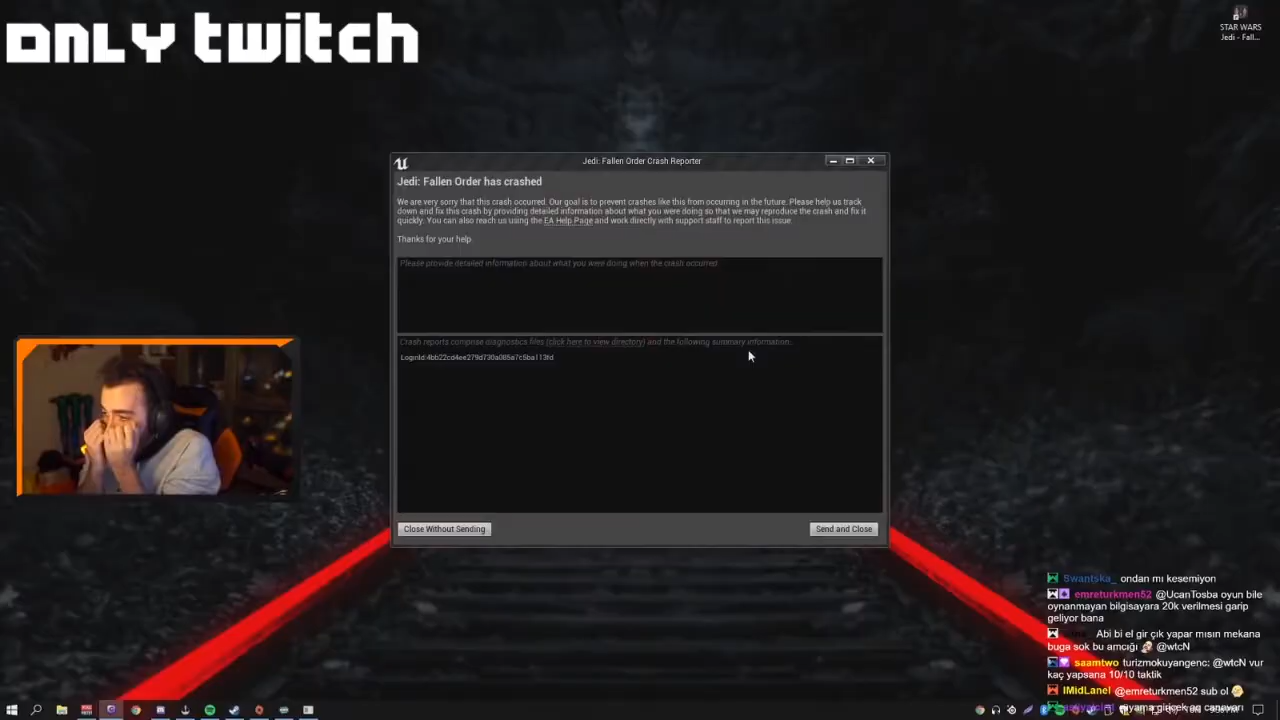 ONLY twitch
STAR WARS
Jedi - Fall...
Jedi: Fallen Order Crash Reporter
Jedi: Fallen Order has crashed
We are very sorry that this crash occurred. Our goal is to prevent crashes like this from occurring in the future. Please help us track
down and fix this crash by providing detailed information about what you were doing so that we may reproduce the crash and fix it
quickly. You can also reach us using the EA Help Page and work directly with support staff to report this issue.
Thanks for your help.
Please provide detailed information about what you were doing when the crash occurred.
Crash reports comprise diagnostics files (click here to view directory) and the following summary information...
Close Without Sending
Send and Close
Swantska_ ondan mı kesemiyon
emreturkmen52 @UcanTosba oyun bile
oynanmayan bilgisayara 20k verilmesi garip
geliyor bana
Abi bi el gir çık yapar mısın mekana
buga sok bu amcığı @wtcN
saamtwo turizmokuyangenc: @wtcN vur
kaç yapsana 10/10 taktik
IMidLaneI @emreturkmen52 sub ol